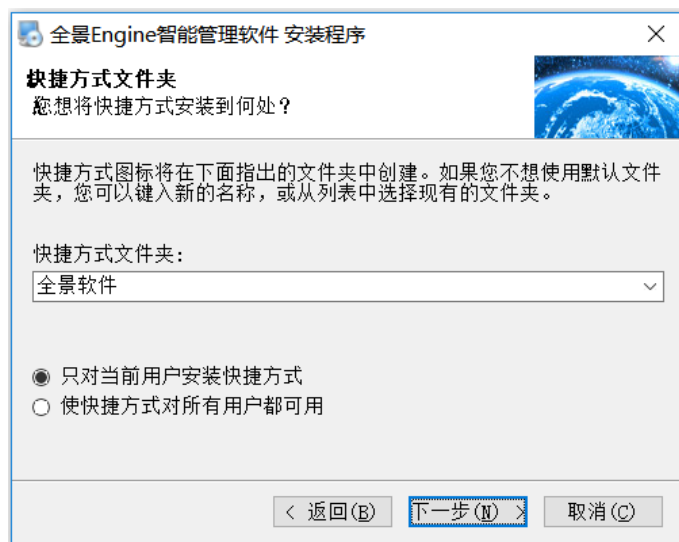 全景Engine智能管理软件 安装程序
快捷方式文件夹
您想将快捷方式安装到何处？
快捷方式图标将在下面指出的文件夹中创建。如果您不想使用默认文件
夹，您可以键入新的名称，或从列表中选择现有的文件夹。
快捷方式文件夹:
全景软件
只对当前用户安装快捷方式
使快捷方式对所有用户都可用
< 返回(B) 下一步(N) > 取消(C)